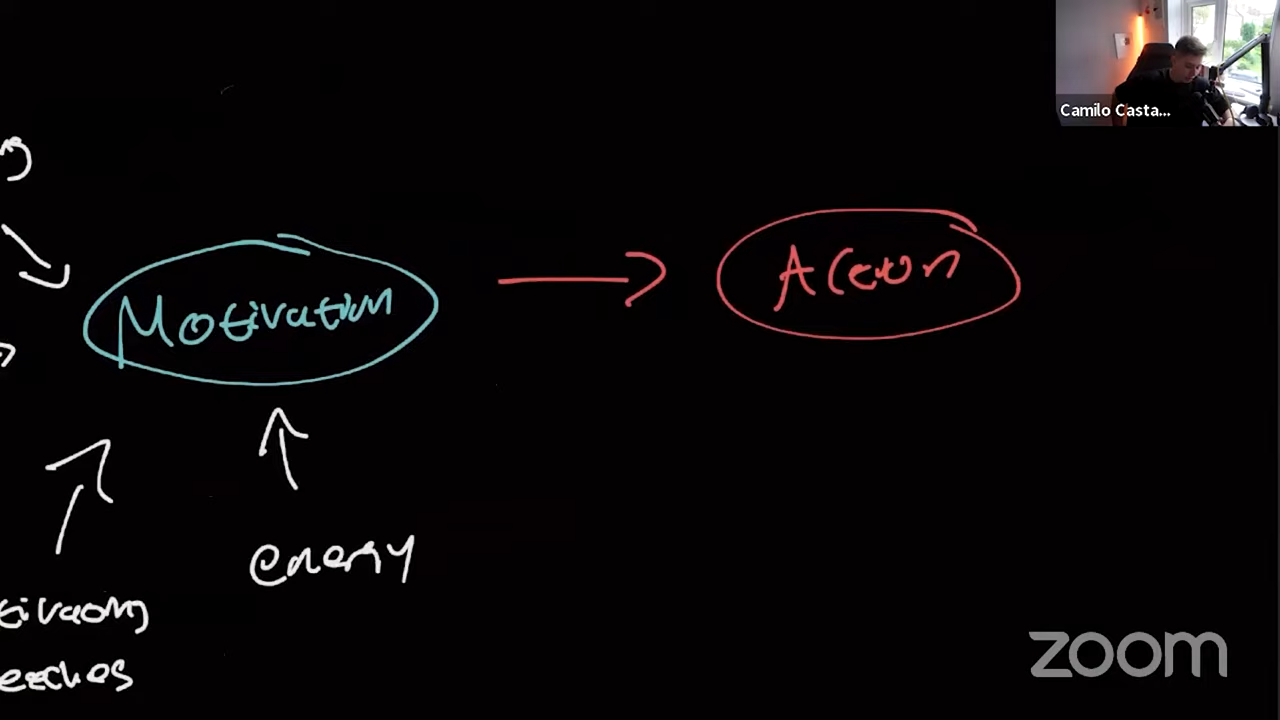 Camilo Casta...
Motivation
Action
energy
zoom